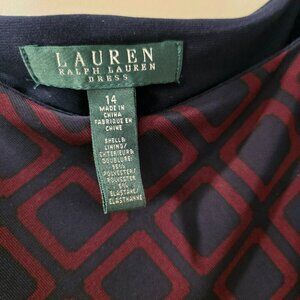 LAUREN
RALPH LAUREN
DRESS
14
MADE IN
CHINA
FABRIQUÉ EN
CHINE
SHELL&
LINING/
EXTERIEUR&
DOUBLURE:
95%
POLYESTER/
POLYESTER
5%
ELASTANE/
ELASTHANNE